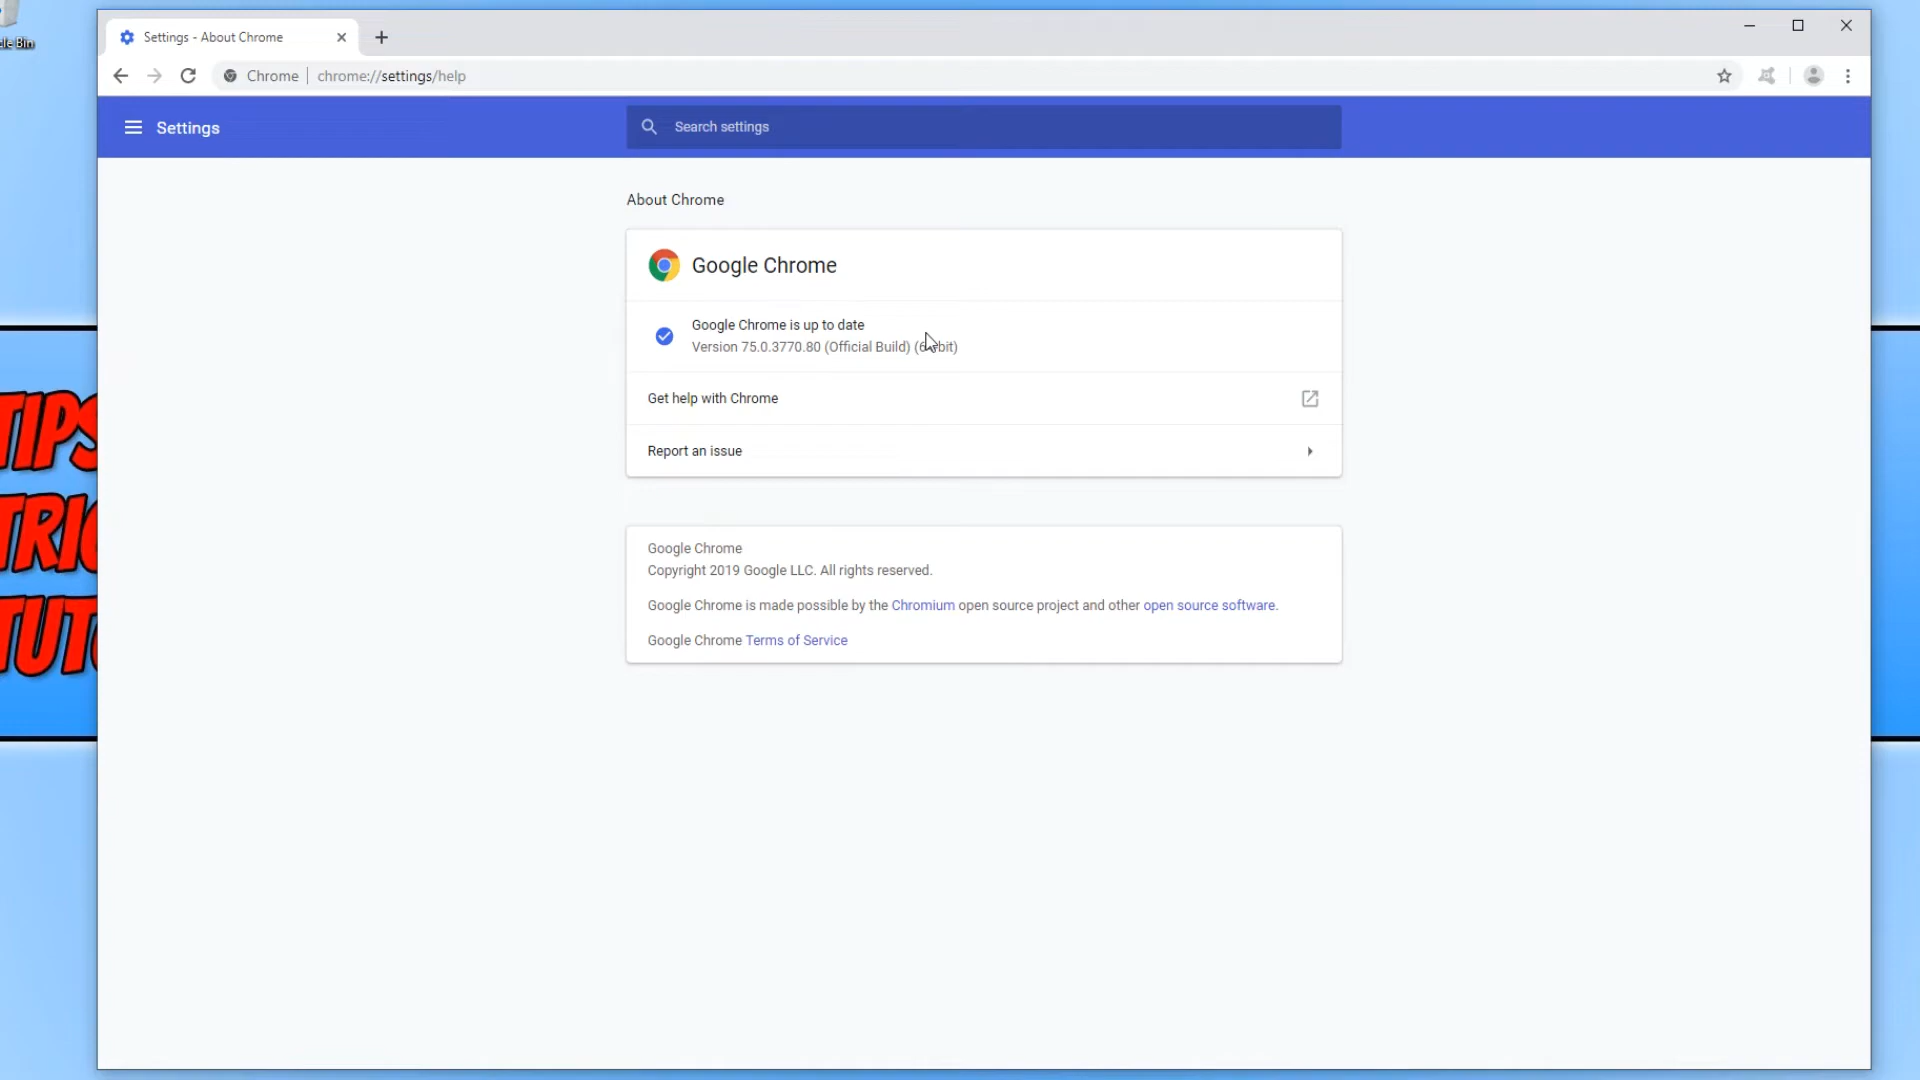 Settings - About Chrome
Chrome chrome://settings/help
Settings
Search settings
About Chrome
Google Chrome
Google Chrome is up to date
Version 75.0.3770.80 (Official Build)
Get help with Chrome
Report an issue
Google Chrome
Copyright 2019 Google LLC. All rights reserved.
Google Chrome is made possible by the Chromium open source project and other open source software.
Google Chrome Terms of Service
Bin
TIPS